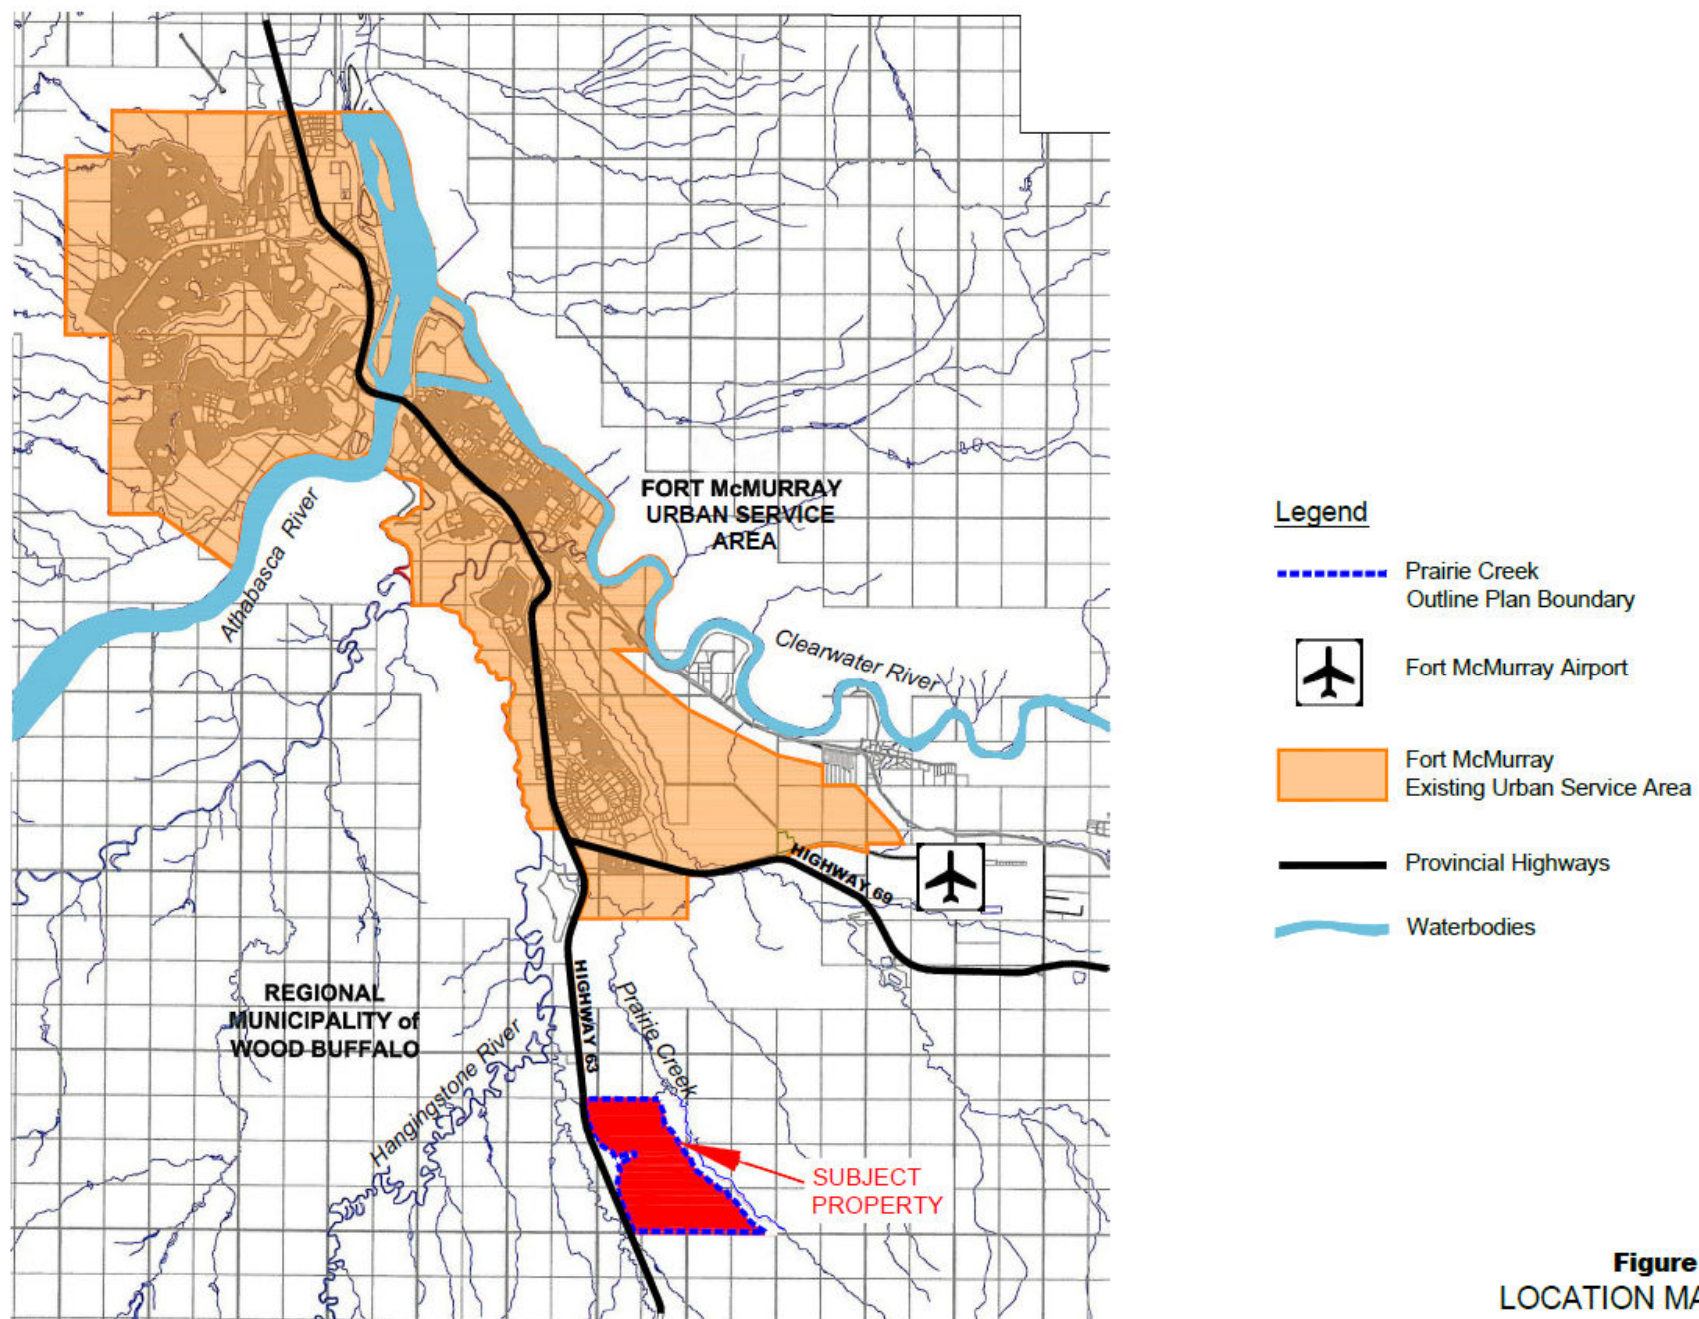 FORT McMURRAY
URBAN SERVICE
AREA
Athabasca River
Clearwater River
HIGHWAY 69
REGIONAL
MUNICIPALITY of
WOOD BUFFALO
HIGHWAY 63
Prairie Creek
Hangingstone River
SUBJECT
PROPERTY
Legend
Prairie Creek
Outline Plan Boundary
Fort McMurray Airport
Fort McMurray
Existing Urban Service Area
Provincial Highways
Waterbodies
Figure
LOCATION MA